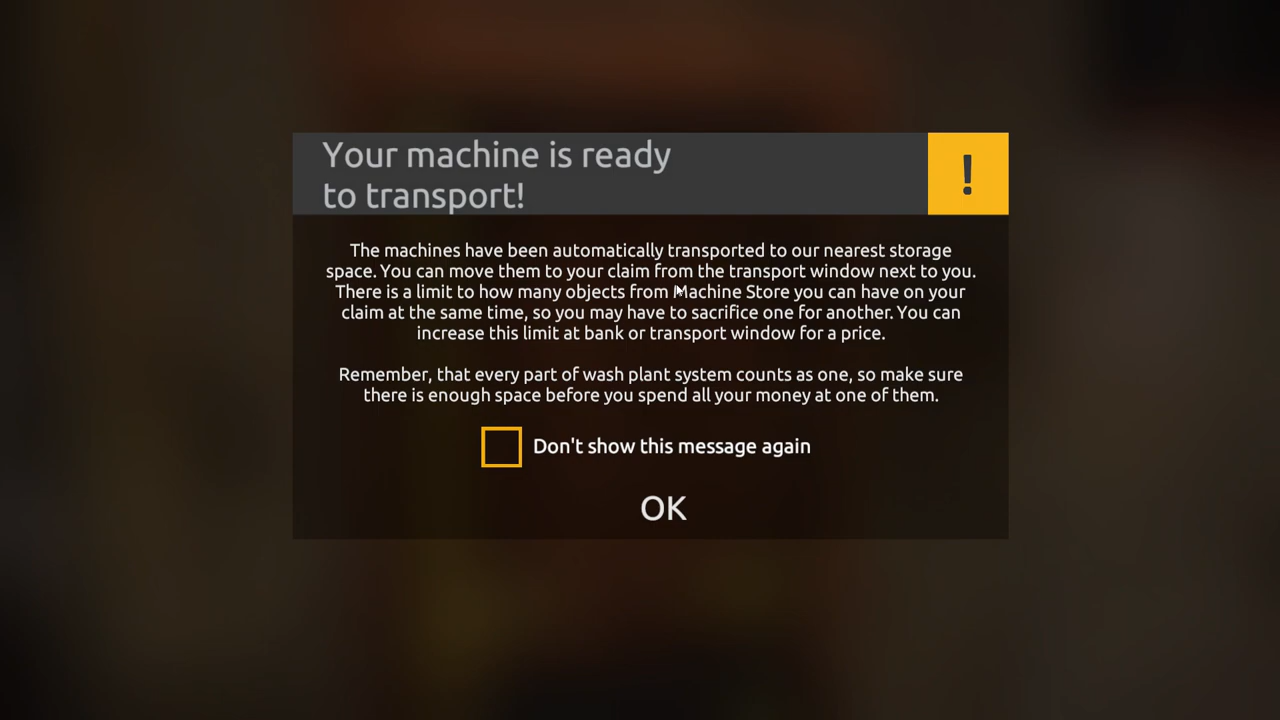 Your machine is ready
to transport!
!
The machines have been automatically transported to our nearest storage
space. You can move them to your claim from the transport window next to you.
There is a limit to how many objects from Machine Store you can have on your
claim at the same time, so you may have to sacrifice one for another. You can
increase this limit at bank or transport window for a price.
Remember, that every part of wash plant system counts as one, so make sure
there is enough space before you spend all your money at one of them.
Don't show this message again
OK